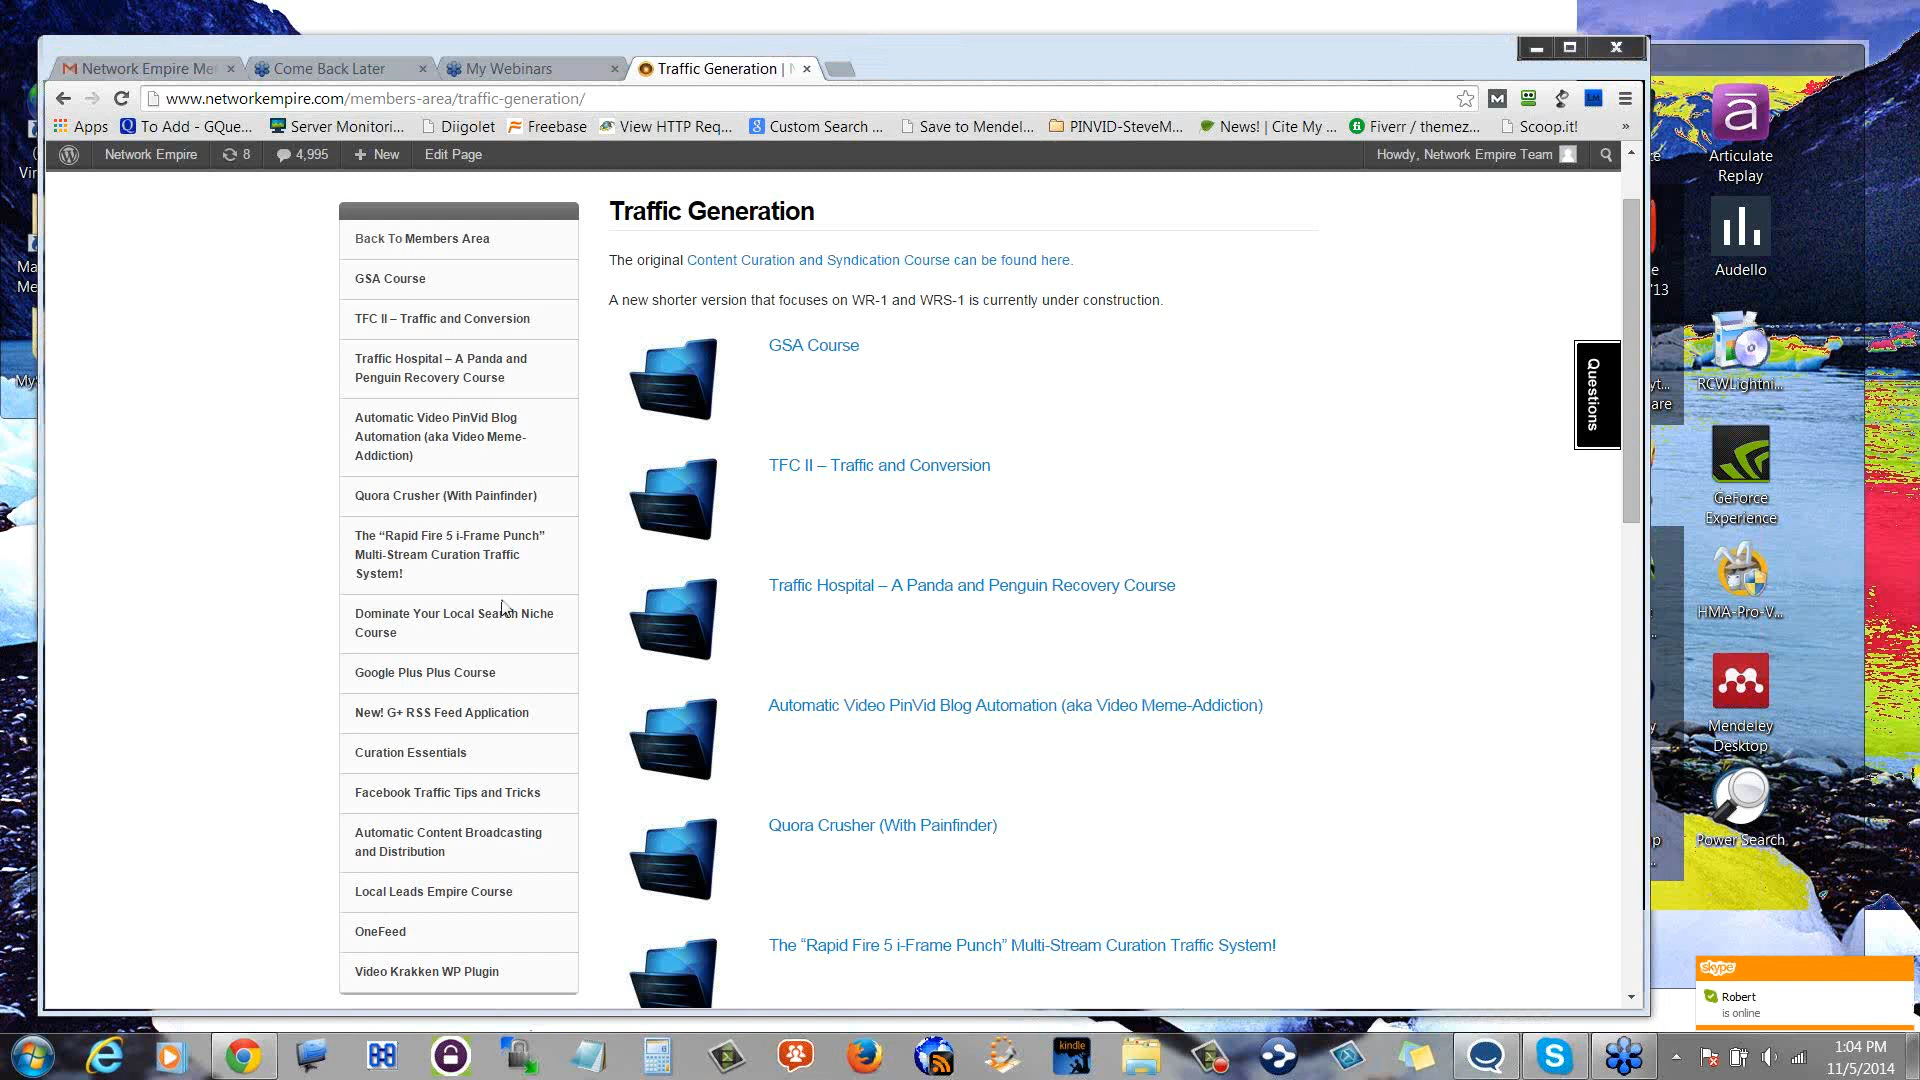 Network Empire Me
Come Back Later
My Webinars
Traffic Generation |
www.networkempire.com/members-area/traffic-generation/
Apps
To Add - GQue...
Server Monitori...
Diigolet
Freebase
View HTTP Req...
Custom Search ...
Save to Mendel...
PINVID-SteveM...
News! | Cite My ...
Fiverr / themez...
Scoop.it!
»
Network Empire
8
4,995
+ New
Edit Page
Howdy, Network Empire Team
Back To Members Area
GSA Course
TFC II – Traffic and Conversion
Traffic Hospital – A Panda and
Penguin Recovery Course
Automatic Video PinVid Blog
Automation (aka Video Meme-
Addiction)
Quora Crusher (With Painfinder)
The “Rapid Fire 5 i-Frame Punch”
Multi-Stream Curation Traffic
System!
Dominate Your Local Search Niche
Course
Google Plus Plus Course
New! G+ RSS Feed Application
Curation Essentials
Facebook Traffic Tips and Tricks
Automatic Content Broadcasting
and Distribution
Local Leads Empire Course
OneFeed
Video Krakken WP Plugin
Traffic Generation
The original Content Curation and Syndication Course can be found here.
A new shorter version that focuses on WR-1 and WRS-1 is currently under construction.
GSA Course
TFC II – Traffic and Conversion
Traffic Hospital – A Panda and Penguin Recovery Course
Automatic Video PinVid Blog Automation (aka Video Meme-Addiction)
Quora Crusher (With Painfinder)
The “Rapid Fire 5 i-Frame Punch” Multi-Stream Curation Traffic System!
Questions
Articulate
Replay
Audello
RCWLightni...
GeForce
Experience
HMA-Pro-V...
Mendeley
Desktop
Power Search
skype
Robert
is online
kindle
1:04 PM
11/5/2014